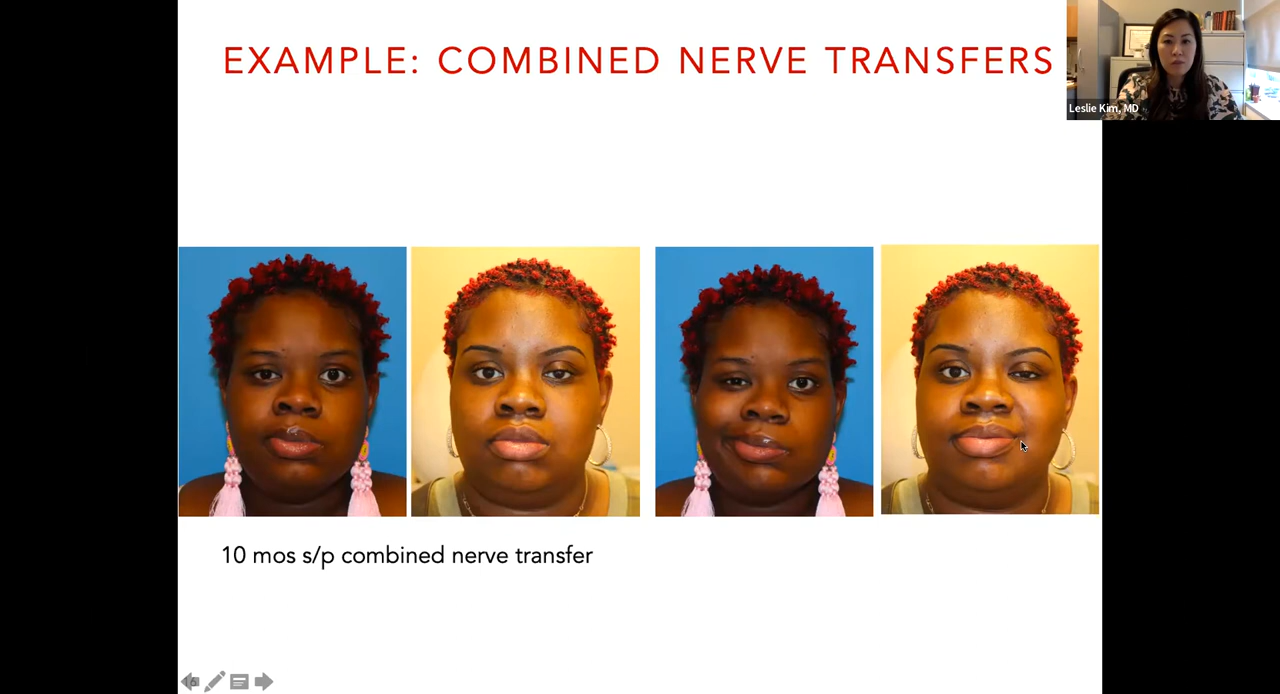 EXAMPLE: COMBINED NERVE TRANSFERS
Leslie Kim, MD
10 mos s/p combined nerve transfer